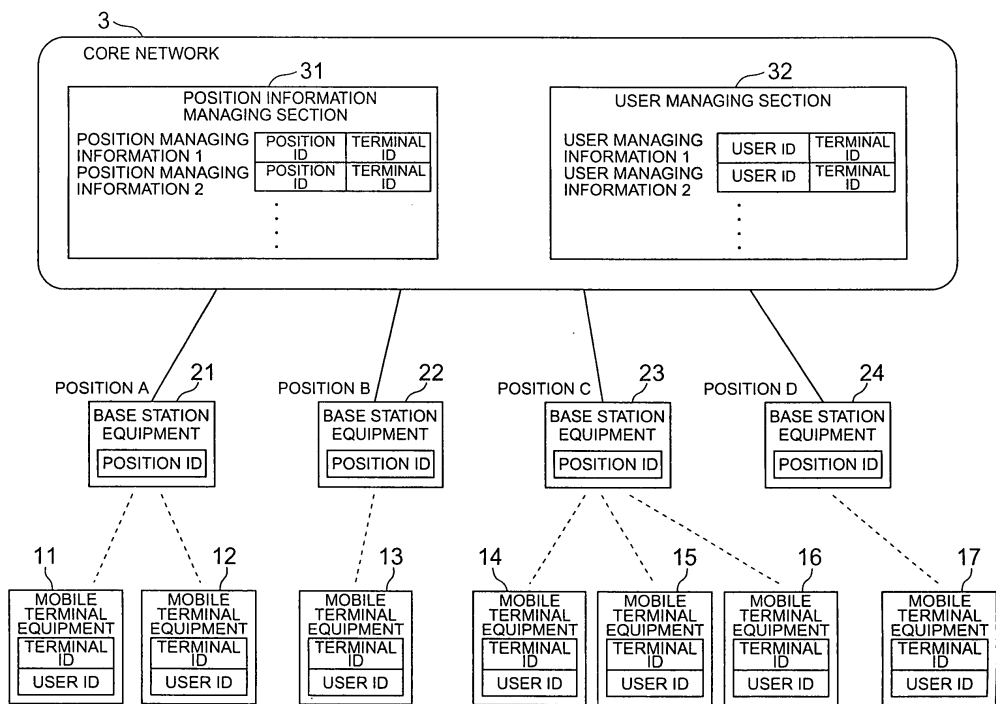 3
CORE NETWORK
31
POSITION INFORMATION
MANAGING SECTION
POSITION MANAGING
INFORMATION 1
POSITION
ID
TERMINAL
ID
POSITION MANAGING
INFORMATION 2
POSITION
ID
TERMINAL
ID
32
USER MANAGING SECTION
USER MANAGING
INFORMATION 1
USER ID
TERMINAL
ID
USER MANAGING
INFORMATION 2
USER ID
TERMINAL
ID
POSITION A
21
BASE STATION
EQUIPMENT
POSITION ID
POSITION B
22
BASE STATION
EQUIPMENT
POSITION ID
POSITION C
23
BASE STATION
EQUIPMENT
POSITION ID
POSITION D
24
BASE STATION
EQUIPMENT
POSITION ID
11
MOBILE
TERMINAL
EQUIPMENT
TERMINAL
ID
USER ID
12
MOBILE
TERMINAL
EQUIPMENT
TERMINAL
ID
USER ID
13
MOBILE
TERMINAL
EQUIPMENT
TERMINAL
ID
USER ID
14
MOBILE
TERMINAL
EQUIPMENT
TERMINAL
ID
USER ID
15
MOBILE
TERMINAL
EQUIPMENT
TERMINAL
ID
USER ID
16
MOBILE
TERMINAL
EQUIPMENT
TERMINAL
ID
USER ID
17
MOBILE
TERMINAL
EQUIPMENT
TERMINAL
ID
USER ID